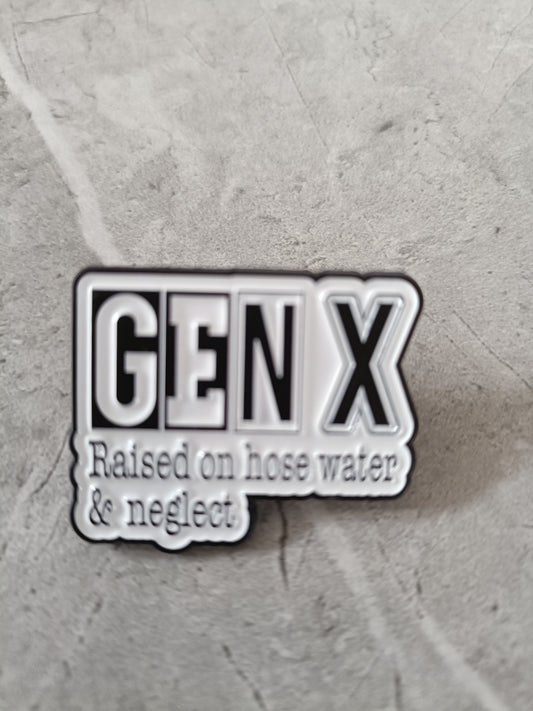 GEN X
Raised on hose water
& neglect